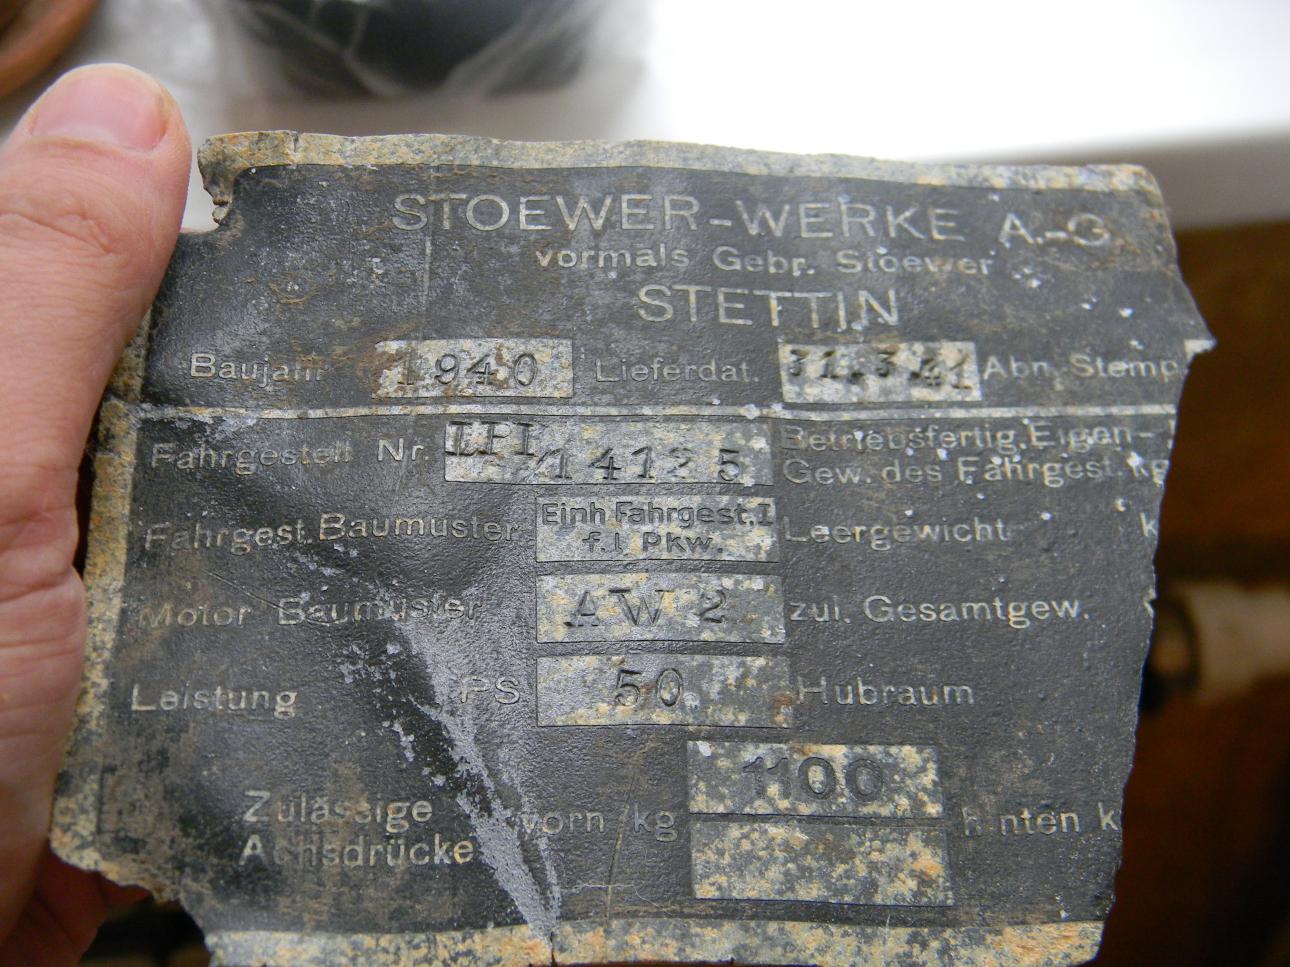 STOEWER-WERKE A.-G
vormals Gebr. Stoewer
STETTIN
Baujahr 1940 Lieferdat. 31.3.41 Abn. Stemp
Fahrgestell Nr. 14125 Betriebsfertig. Eigen-
Gew. des Fahrgest. kg
Fahrgest. Baumuster Einh Fahrgest. I
f. l. Pkw. Leergewicht k
Motor Baumuster AW 2 zul. Gesamtgew.
Leistung PS 50 Hubraum
Zulässige
Achsdrücke vorn kg 1100 hinten k